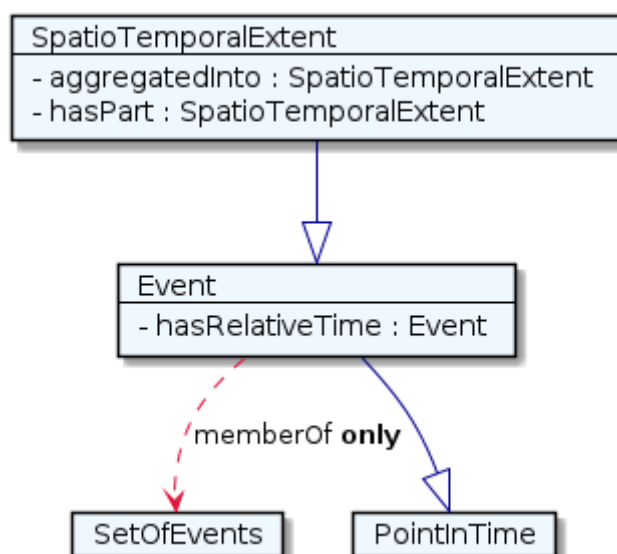 SpatioTemporalExtent
- aggregatedInto : SpatioTemporalExtent
- hasPart : SpatioTemporalExtent
Event
- hasRelativeTime : Event
memberOf only
SetOfEvents
PointInTime